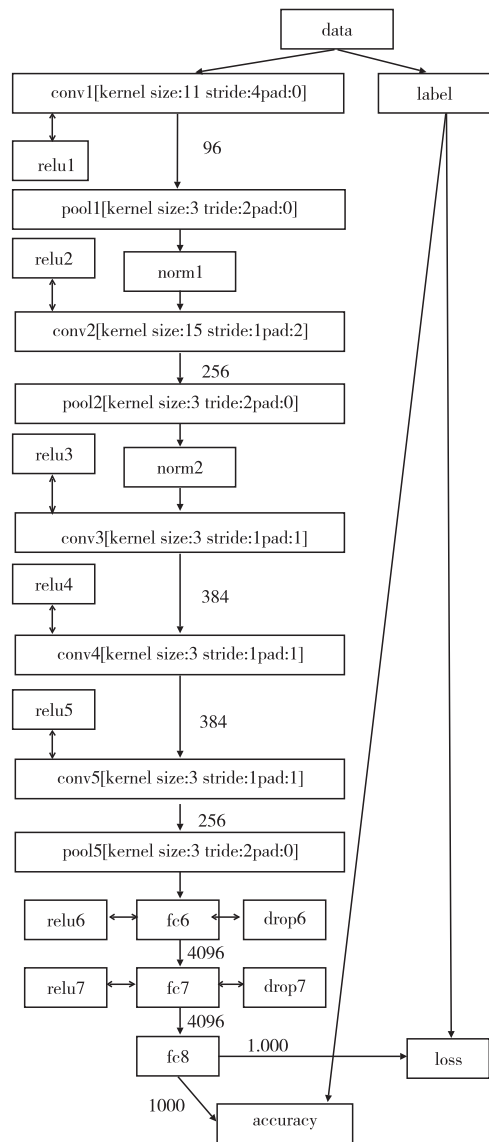 data
conv1[kernel size:11 stride:4pad:0]
label
relu1
96
pool1[kernel size:3 tride:2pad:0]
relu2
norm1
conv2[kernel size:15 stride:1pad:2]
256
pool2[kernel size:3 tride:2pad:0]
relu3
norm2
conv3[kernel size:3 stride:1pad:1]
relu4
384
conv4[kernel size:3 stride:1pad:1]
relu5
384
conv5[kernel size:3 stride:1pad:1]
256
pool5[kernel size:3 tride:2pad:0]
relu6
fc6
drop6
4096
relu7
fc7
drop7
4096
fc8
1.000
loss
1000
accuracy